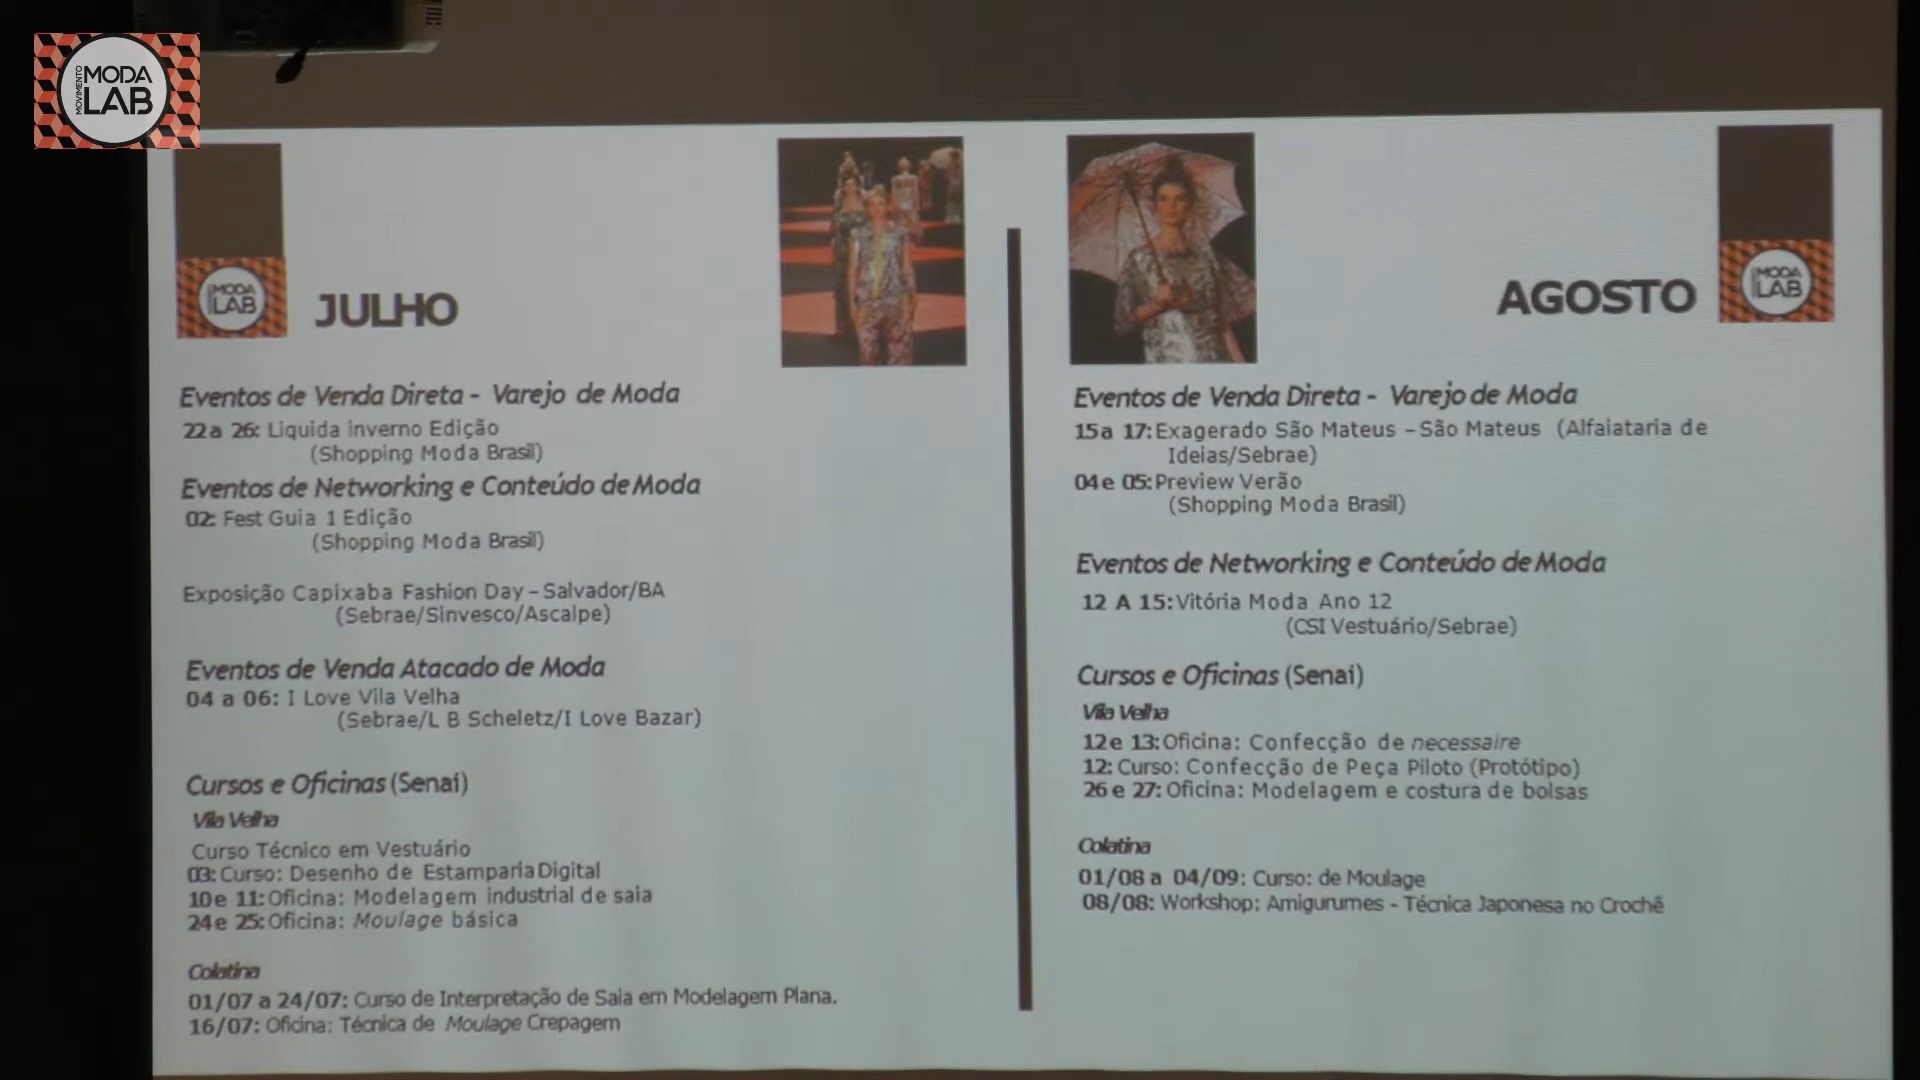 MOVIMENTO
MODA
LAB
MODA
LAB
JULHO
Eventos de Venda Direta - Varejo de Moda
22 a 26: Liquida inverno Edição
(Shopping Moda Brasil)
Eventos de Networking e Conteúdo de Moda
02: Fest Guia 1 Edição
(Shopping Moda Brasil)
Exposição Capixaba Fashion Day – Salvador/BA
(Sebrae/Sinvesco/Ascalpe)
Eventos de Venda Atacado de Moda
04 a 06: I Love Vila Velha
(Sebrae/L B Scheletz/I Love Bazar)
Cursos e Oficinas (Senai)
Vila Velha
Curso Técnico em Vestuário
03: Curso: Desenho de Estamparia Digital
10 e 11: Oficina: Modelagem industrial de saia
24 e 25: Oficina: Moulage básica
Colatina
01/07 a 24/07: Curso de Interpretação de Saia em Modelagem Plana.
16/07: Oficina: Técnica de Moulage Crepagem
AGOSTO
MODA
LAB
Eventos de Venda Direta - Varejo de Moda
15 a 17: Exagerado São Mateus – São Mateus (Alfaiataria de
Ideias/Sebrae)
04 e 05: Preview Verão
(Shopping Moda Brasil)
Eventos de Networking e Conteúdo de Moda
12 A 15: Vitória Moda Ano 12
(CSI Vestuário/Sebrae)
Cursos e Oficinas (Senai)
Vila Velha
12 e 13: Oficina: Confecção de necessaire
12: Curso: Confecção de Peça Piloto (Protótipo)
26 e 27: Oficina: Modelagem e costura de bolsas
Colatina
01/08 a 04/09: Curso: de Moulage
08/08: Workshop: Amigurumes - Técnica Japonesa no Crochê